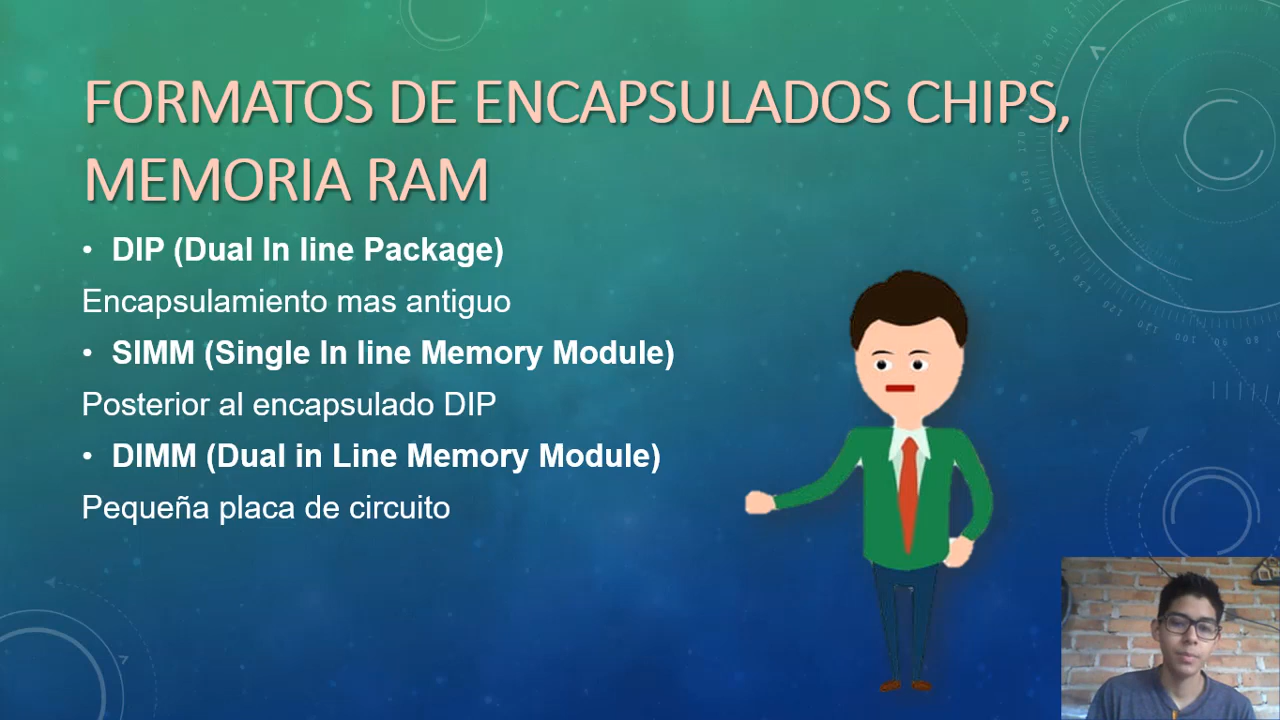 FORMATOS DE ENCAPSULADOS CHIPS,
MEMORIA RAM
• DIP (Dual In line Package)
Encapsulamiento mas antiguo
• SIMM (Single In line Memory Module)
Posterior al encapsulado DIP
• DIMM (Dual in Line Memory Module)
Pequeña placa de circuito